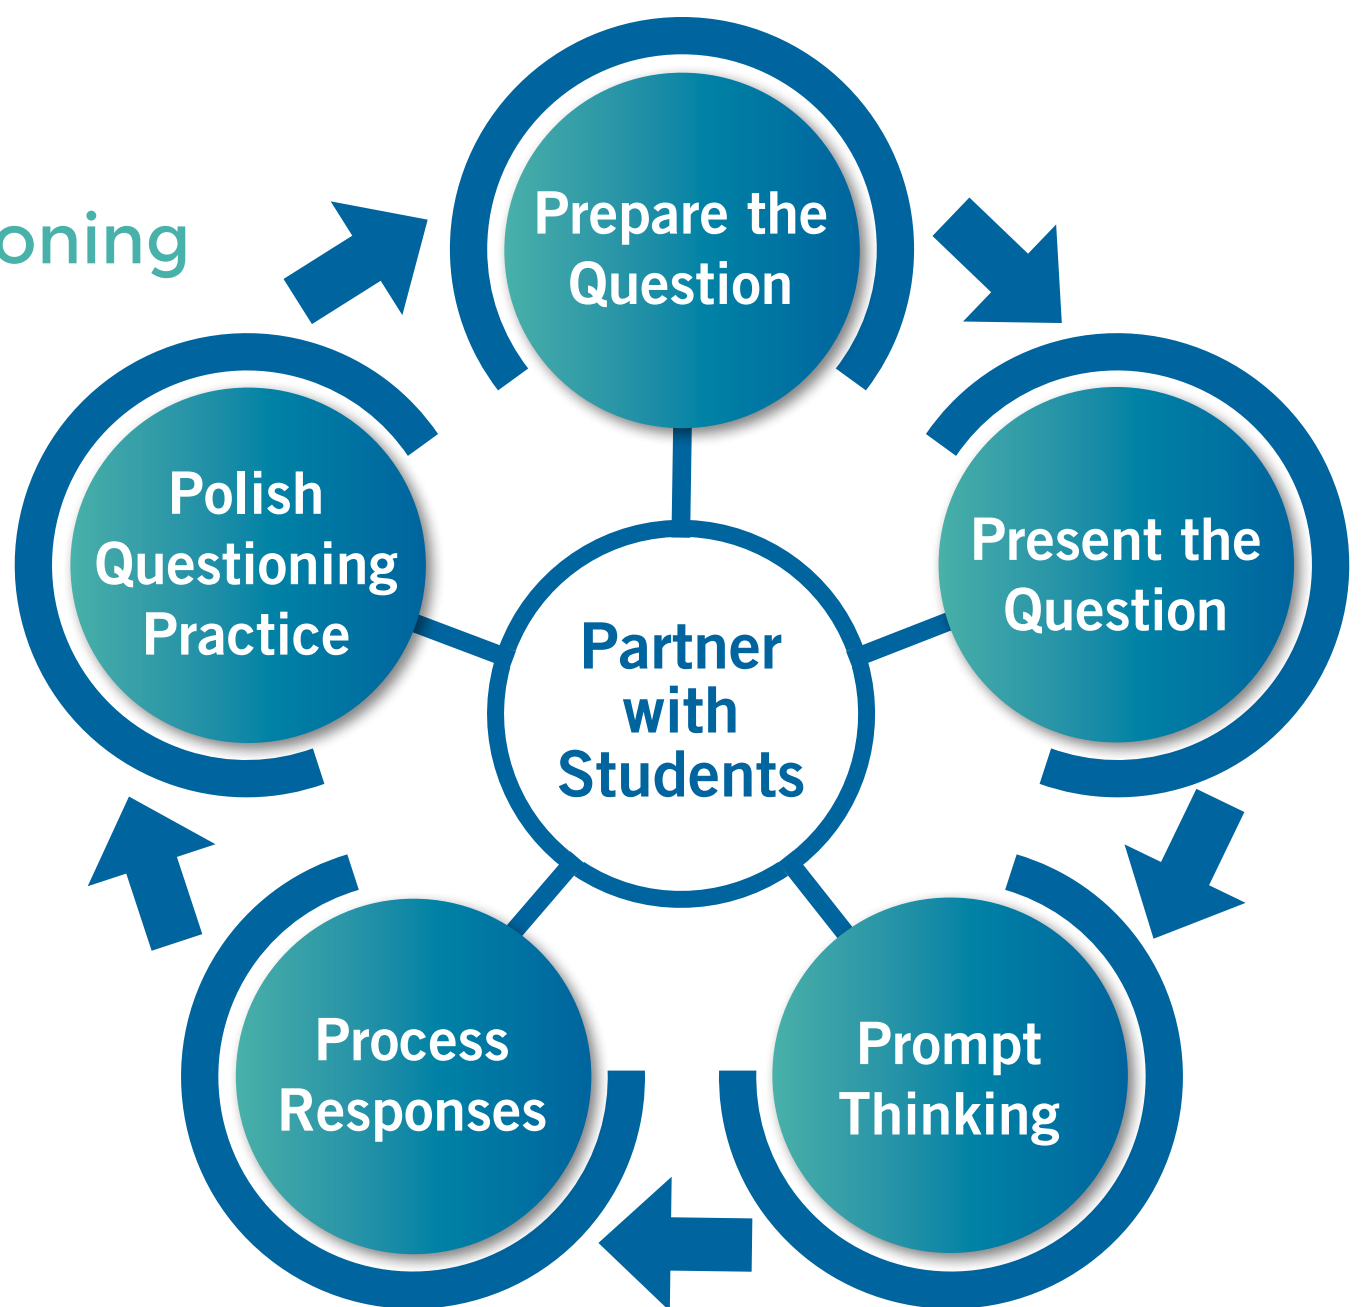 oning
Prepare the
Question
Present the
Question
Prompt
Thinking
Process
Responses
Polish
Questioning
Practice
Partner
with
Students